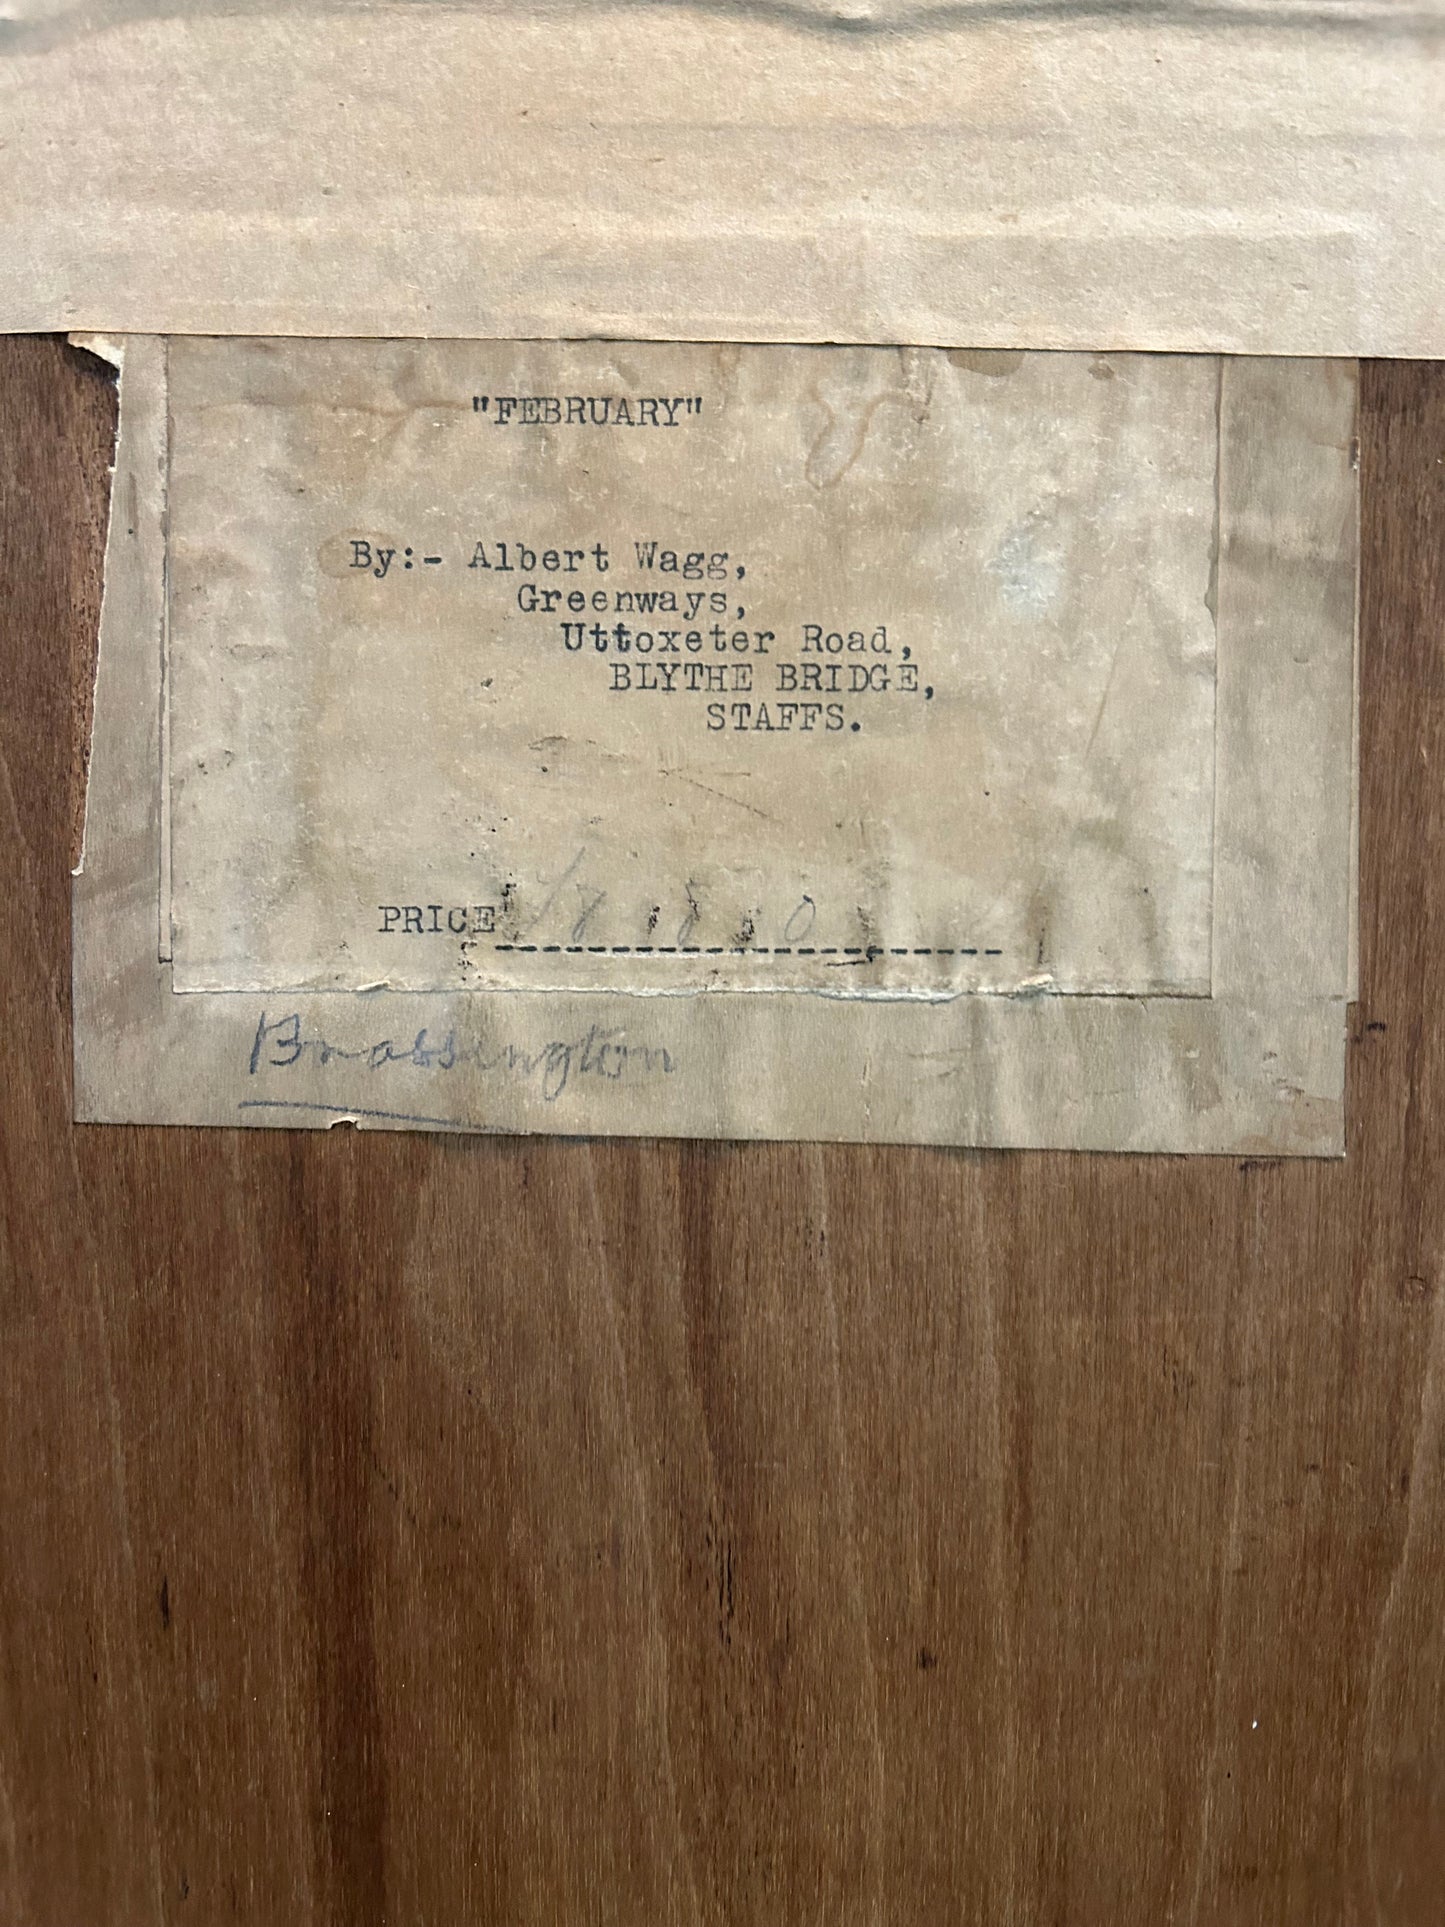 "FEBRUARY"
By:- Albert Wagg,
Greenways,
Uttoxeter Road,
BLYTHE BRIDGE,
STAFFS.
PRICE
Brassington